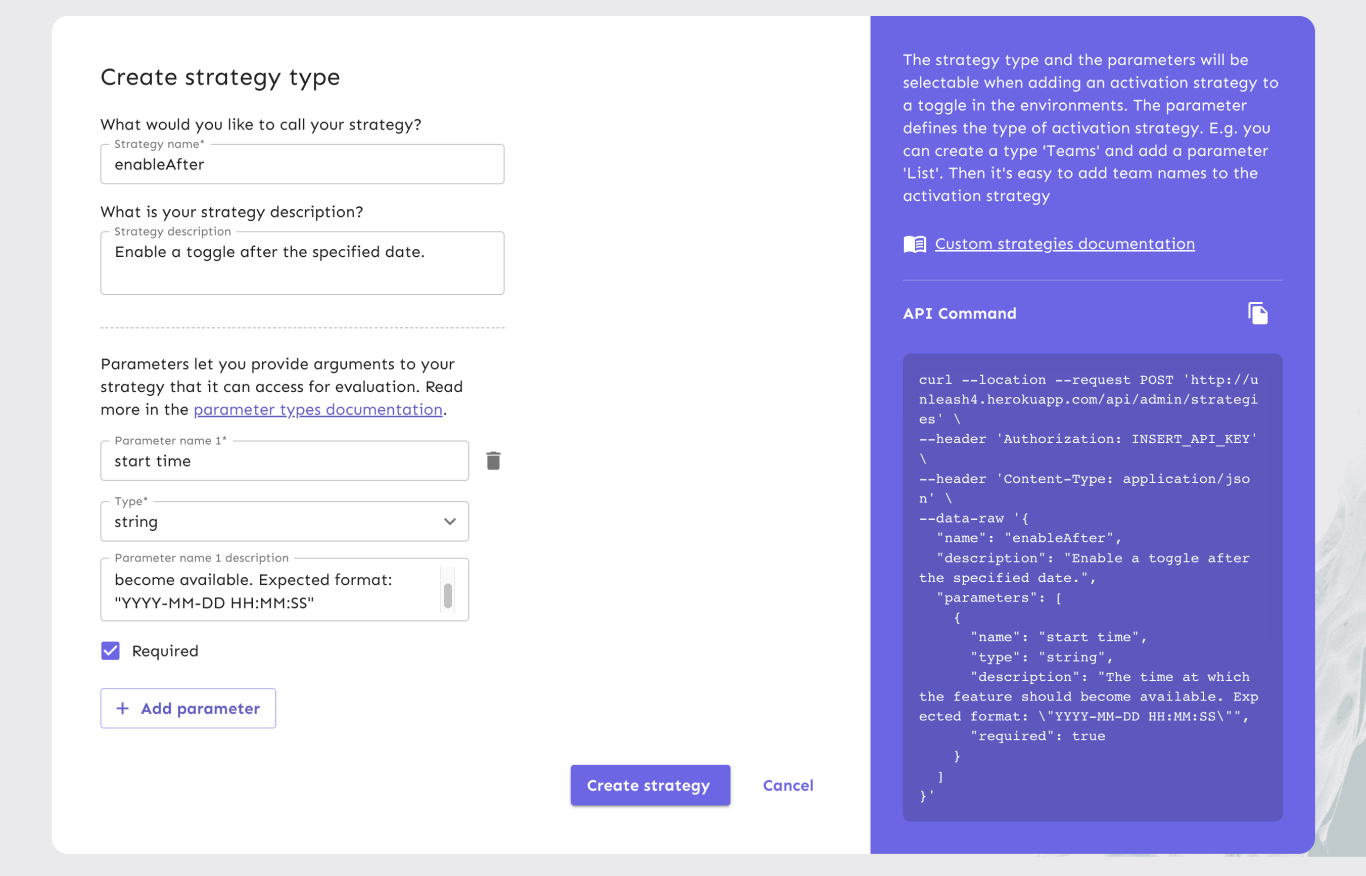 Create strategy type
What would you like to call your strategy?
Strategy name*
enableAfter
What is your strategy description?
Strategy description
Enable a toggle after the specified date.
Parameters let you provide arguments to your
strategy that it can access for evaluation. Read
more in the parameter types documentation.
Parameter name 1*
start time
Type*
string
Parameter name 1 description
become available. Expected format:
"YYYY-MM-DD HH:MM:SS"
Required
+ Add parameter
Create strategy
Cancel
The strategy type and the parameters will be
selectable when adding an activation strategy to
a toggle in the environments. The parameter
defines the type of activation strategy. E.g. you
can create a type 'Teams' and add a parameter
'List'. Then it's easy to add team names to the
activation strategy
Custom strategies documentation
API Command
curl --location --request POST 'http://u
nleash4.herokuapp.com/api/admin/strategi
es' \
--header 'Authorization: INSERT_API_KEY'
\
--header 'Content-Type: application/jso
n' \
--data-raw '{
"name": "enableAfter",
"description": "Enable a toggle after
the specified date.",
"parameters": [
{
"name": "start time",
"type": "string",
"description": "The time at which
the feature should become available. Exp
ected format: \"YYYY-MM-DD HH:MM:SS\"",
"required": true
}
]
}'